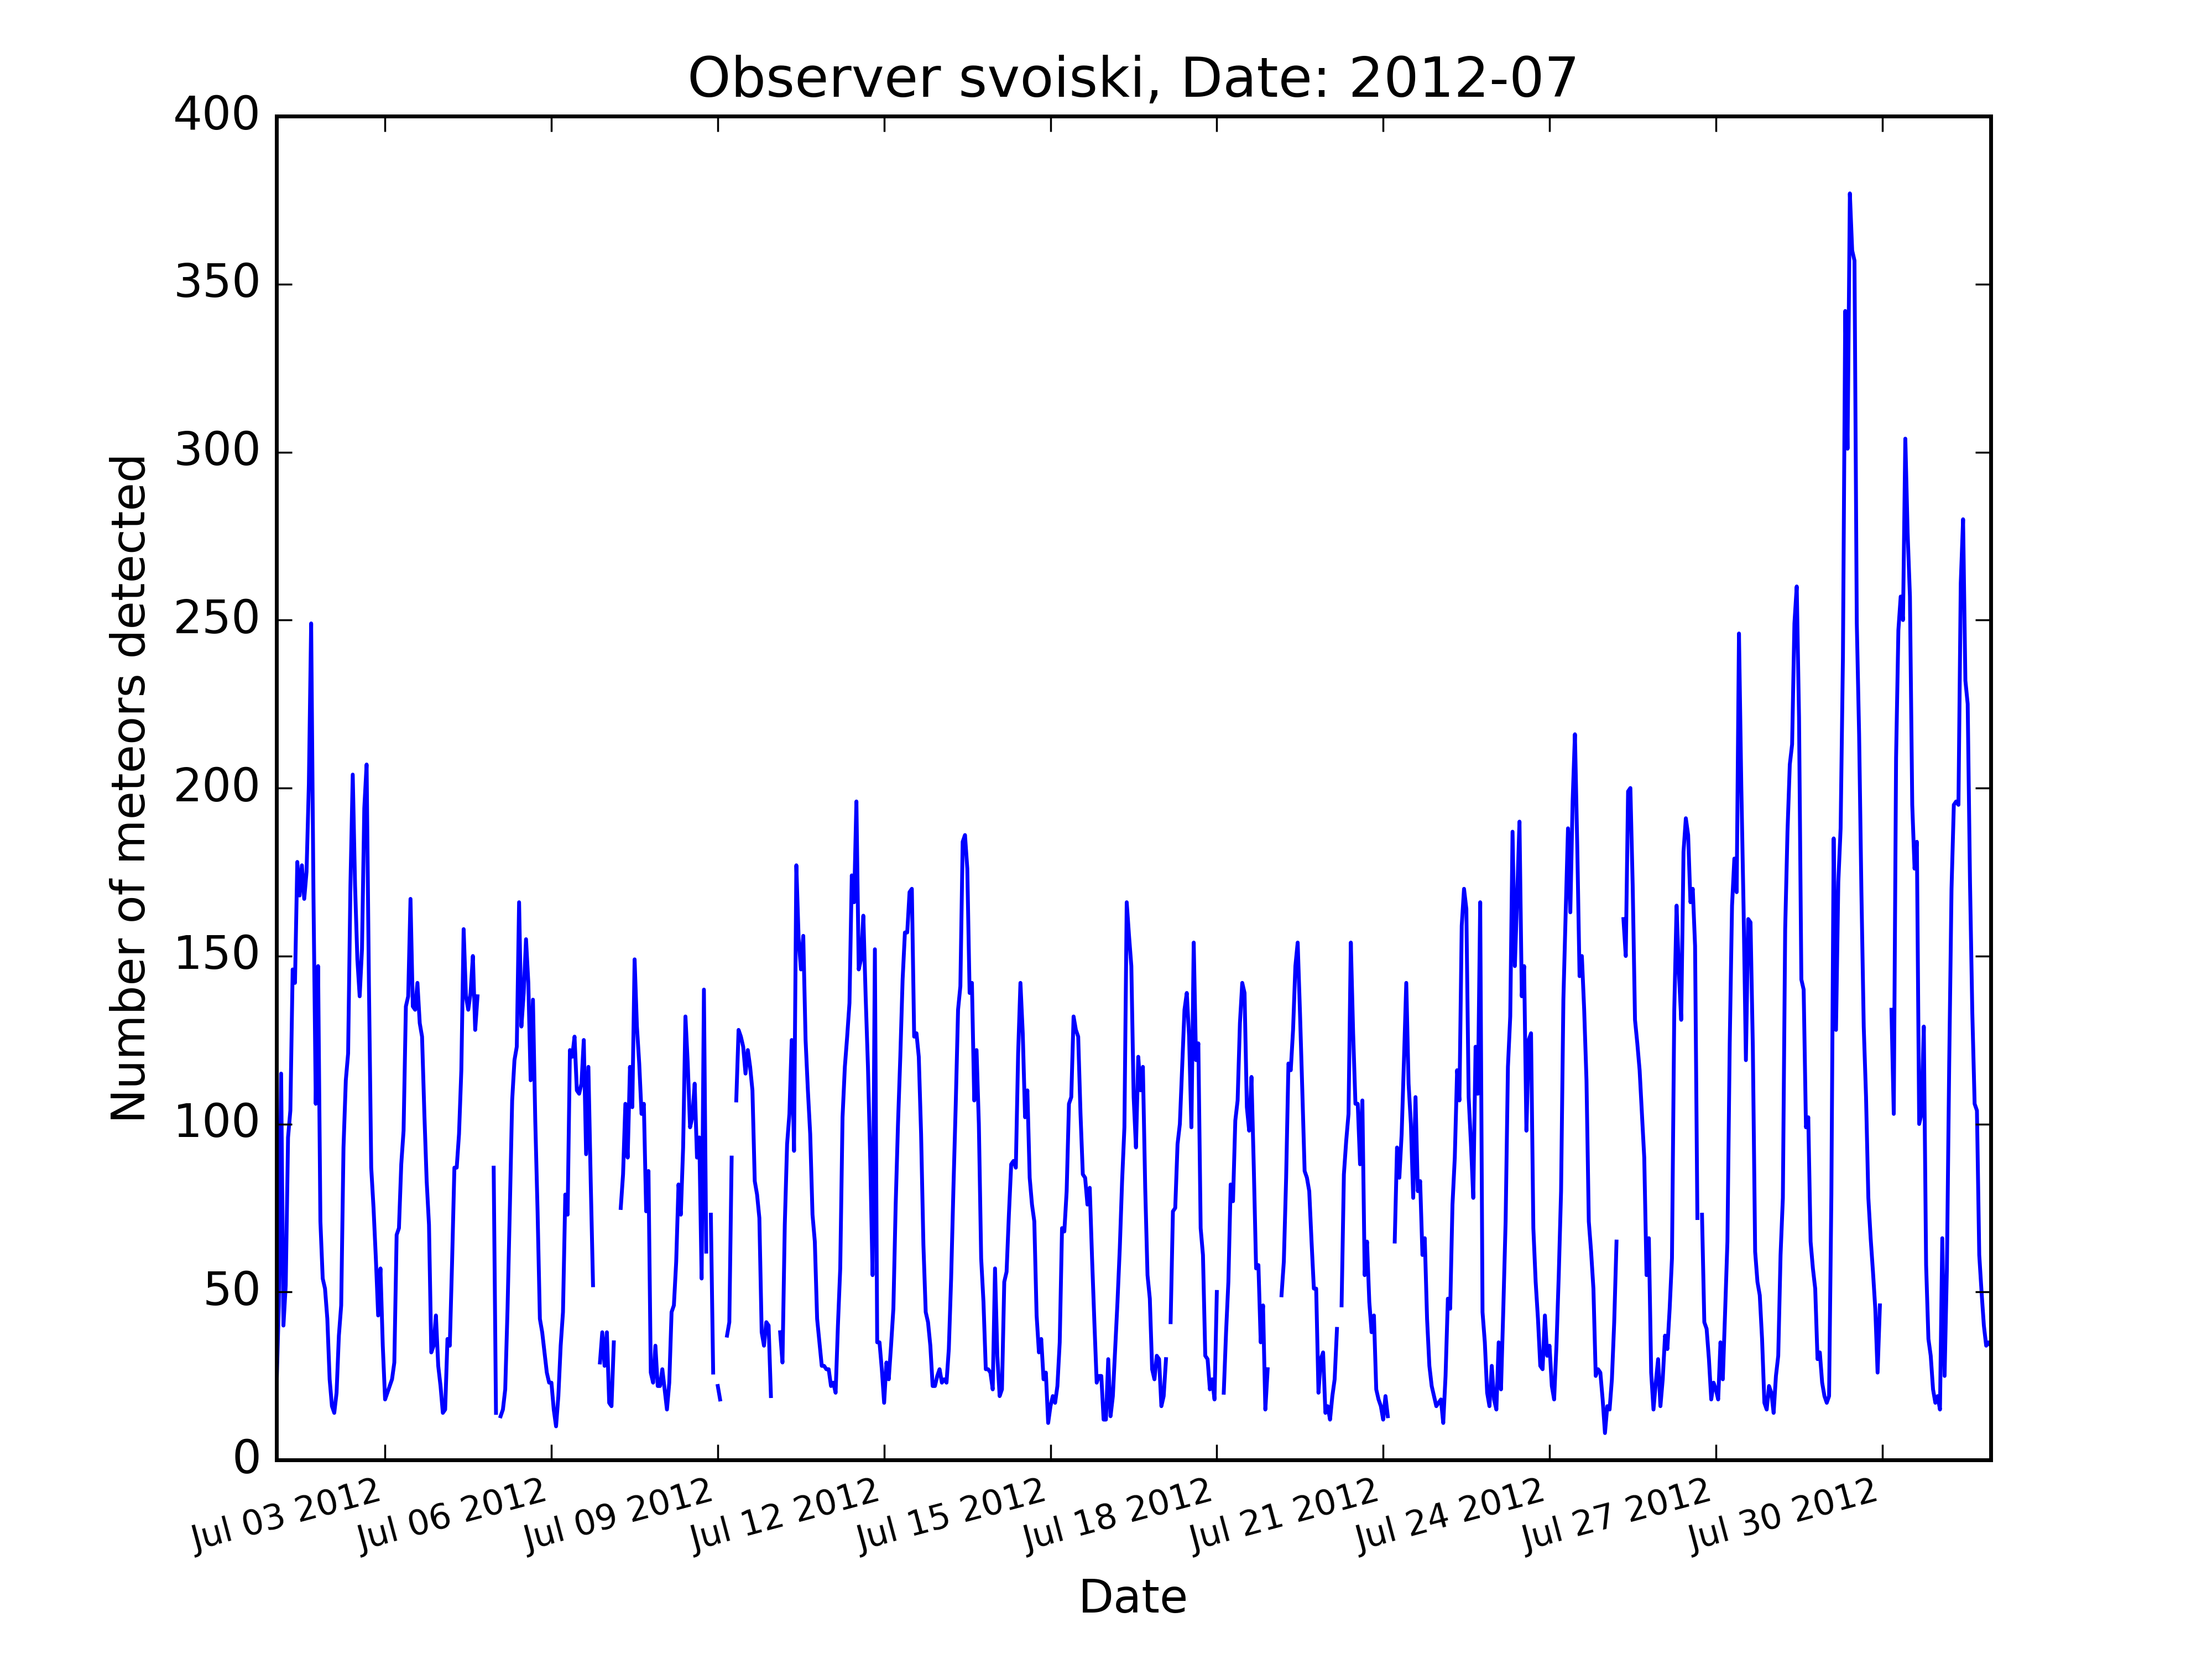 Observer svoiski, Date: 2012-07
400
350
300
250
200
150
100
50
0
Number of meteors detected
Jul 03 2012
Jul 06 2012
Jul 09 2012
Jul 12 2012
Jul 15 2012
Jul 18 2012
Jul 21 2012
Jul 24 2012
Jul 27 2012
Jul 30 2012
Date